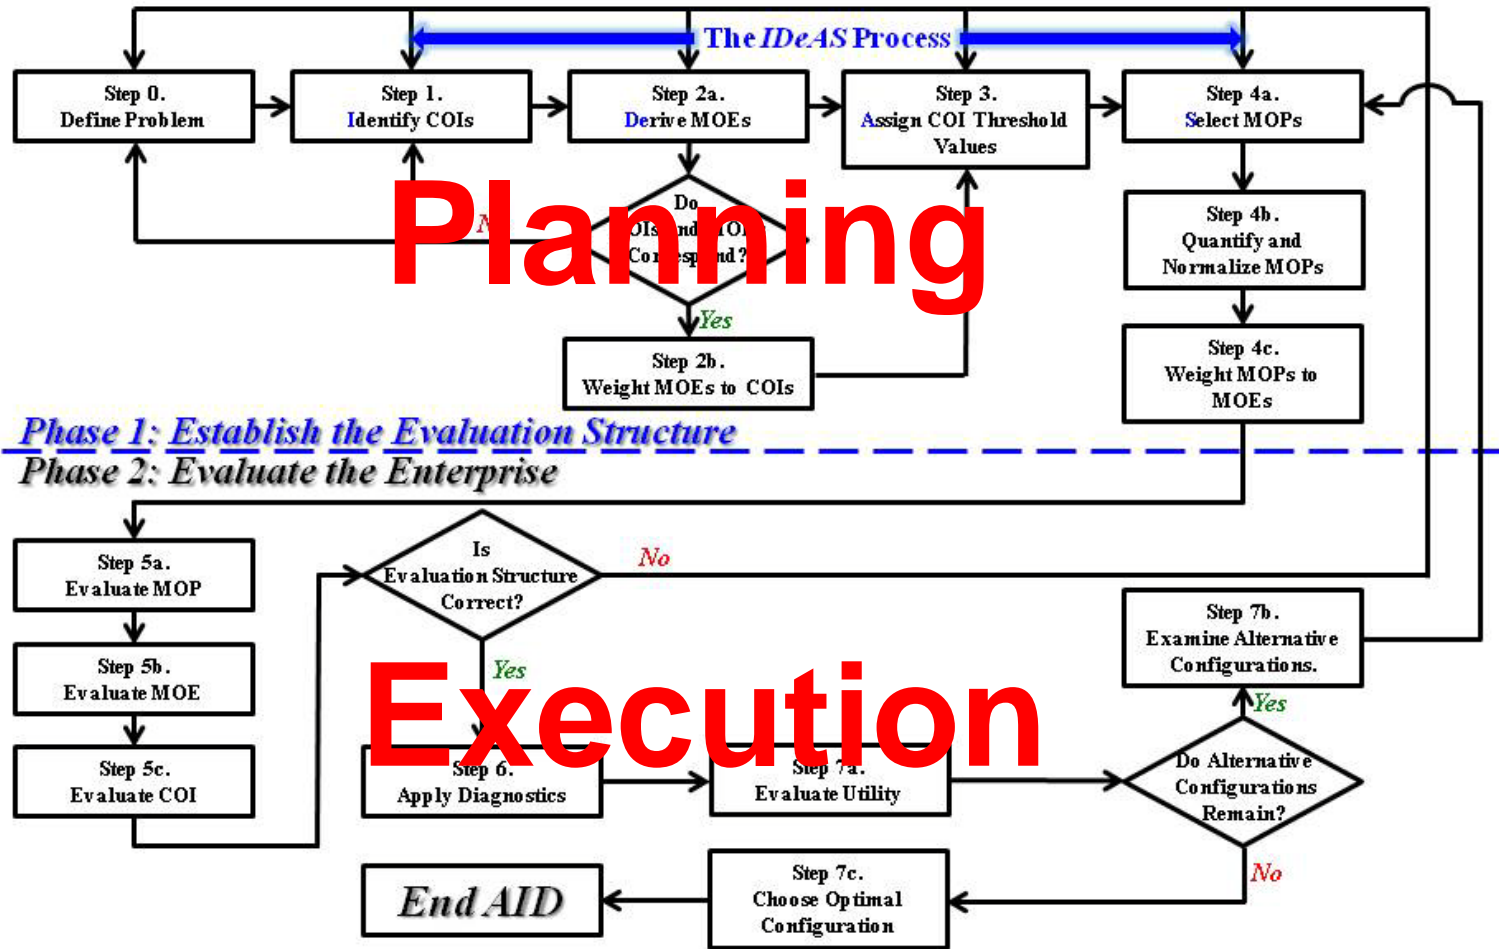 The IDeAS Process
Step 0.
Define Problem
Step 1.
Identify COIs
Step 2a.
Derive MOEs
Step 3.
Assign COI Threshold
Values
Step 4a.
Select MOPs
Do
Correspond?
Planning
Yes
Step 2b.
Weight MOEs to COIs
Step 4b.
Quantify and
Normalize MOPs
Step 4c.
Weight MOPs to
MOEs
Phase 1: Establish the Evaluation Structure
Phase 2: Evaluate the Enterprise
Step 5a.
Evaluate MOP
Step 5b.
Evaluate MOE
Step 5c.
Evaluate COI
Is
Evaluation Structure
Correct?
No
Yes
Execution
Step 6.
Apply Diagnostics
Step 7a.
Evaluate Utility
Step 7b.
Examine Alternative
Configurations.
Yes
Do Alternative
Configurations
Remain?
No
Step 7c.
Choose Optimal
Configuration
End AID